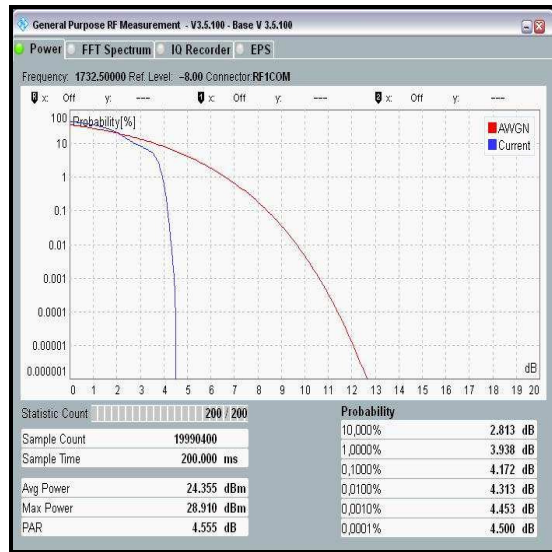 General Purpose RF Measurement - V3.5.100 - Base V 3.5.100
Power FFT Spectrum IQ Recorder EPS
Frequency: 1732.50000 Ref. Level: -8.00 Connector:RF1COM
x: Off y: --- x: Off y: --- x: Off y: ---
Probability[%]
AWGN
Current
100
10
1
0.1
0.01
0.001
0.0001
0.00001
0.000001
dB
0 1 2 3 4 5 6 7 8 9 10 11 12 13 14 15 16 17 18 19 20
Statistic Count 200 / 200
Sample Count 19990400
Sample Time 200.000 ms
Avg Power 24.355 dBm
Max Power 28.910 dBm
PAR 4.555 dB
Probability
10,000% 2.813 dB
1,0000% 3.938 dB
0,1000% 4.172 dB
0,0100% 4.313 dB
0,0010% 4.453 dB
0,0001% 4.500 dB